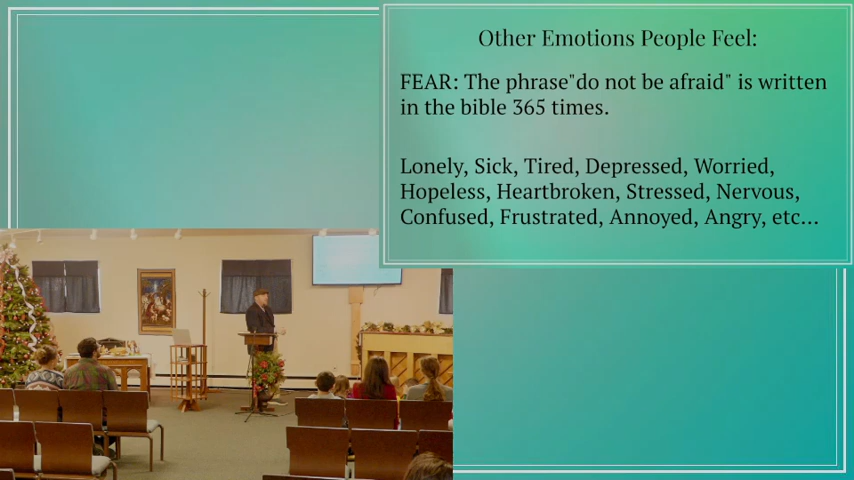 Other Emotions People Feel:
FEAR: The phrase"do not be afraid" is written
in the bible 365 times.
Lonely, Sick, Tired, Depressed, Worried,
Hopeless, Heartbroken, Stressed, Nervous,
Confused, Frustrated, Annoyed, Angry, etc...